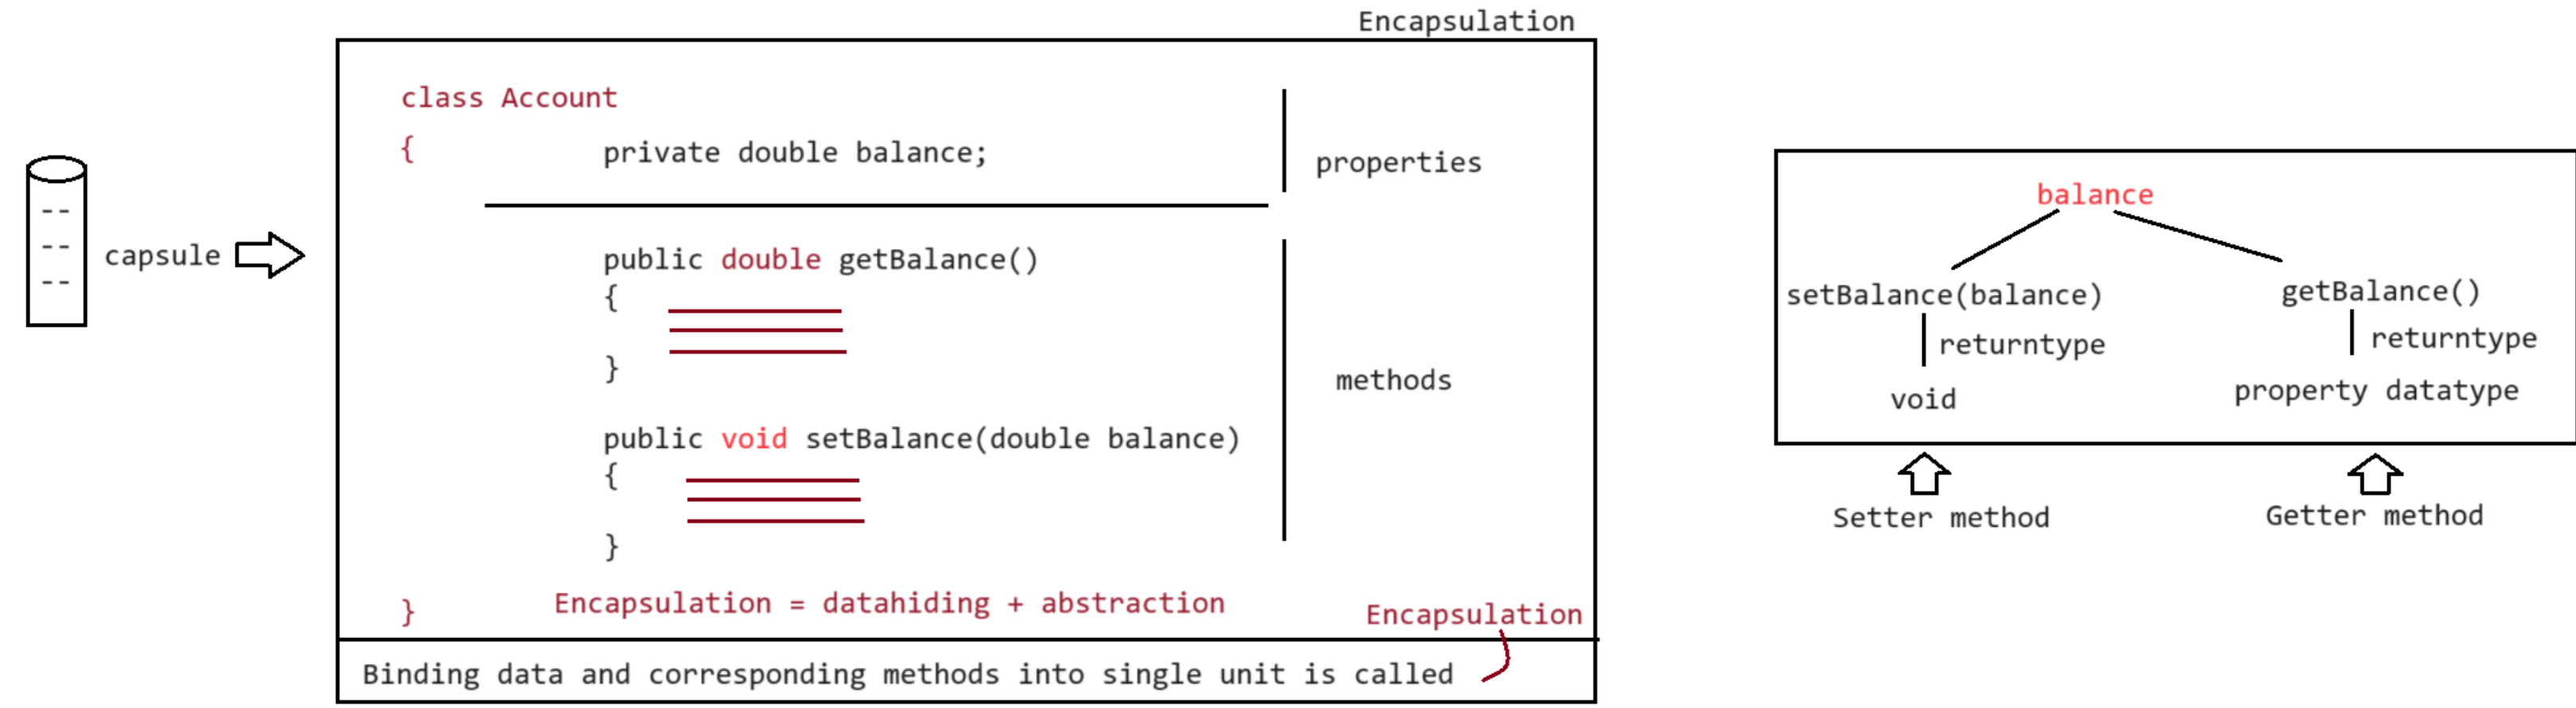 Encapsulation
class Account
{
private double balance;
properties
-- 
--
--
capsule
public double getBalance()
{
}
methods
public void setBalance(double balance)
{
}
}
Encapsulation = datahiding + abstraction
Encapsulation
Binding data and corresponding methods into single unit is called
balance
setBalance(balance)
getBalance()
returntype
returntype
void
property datatype
Setter method
Getter method